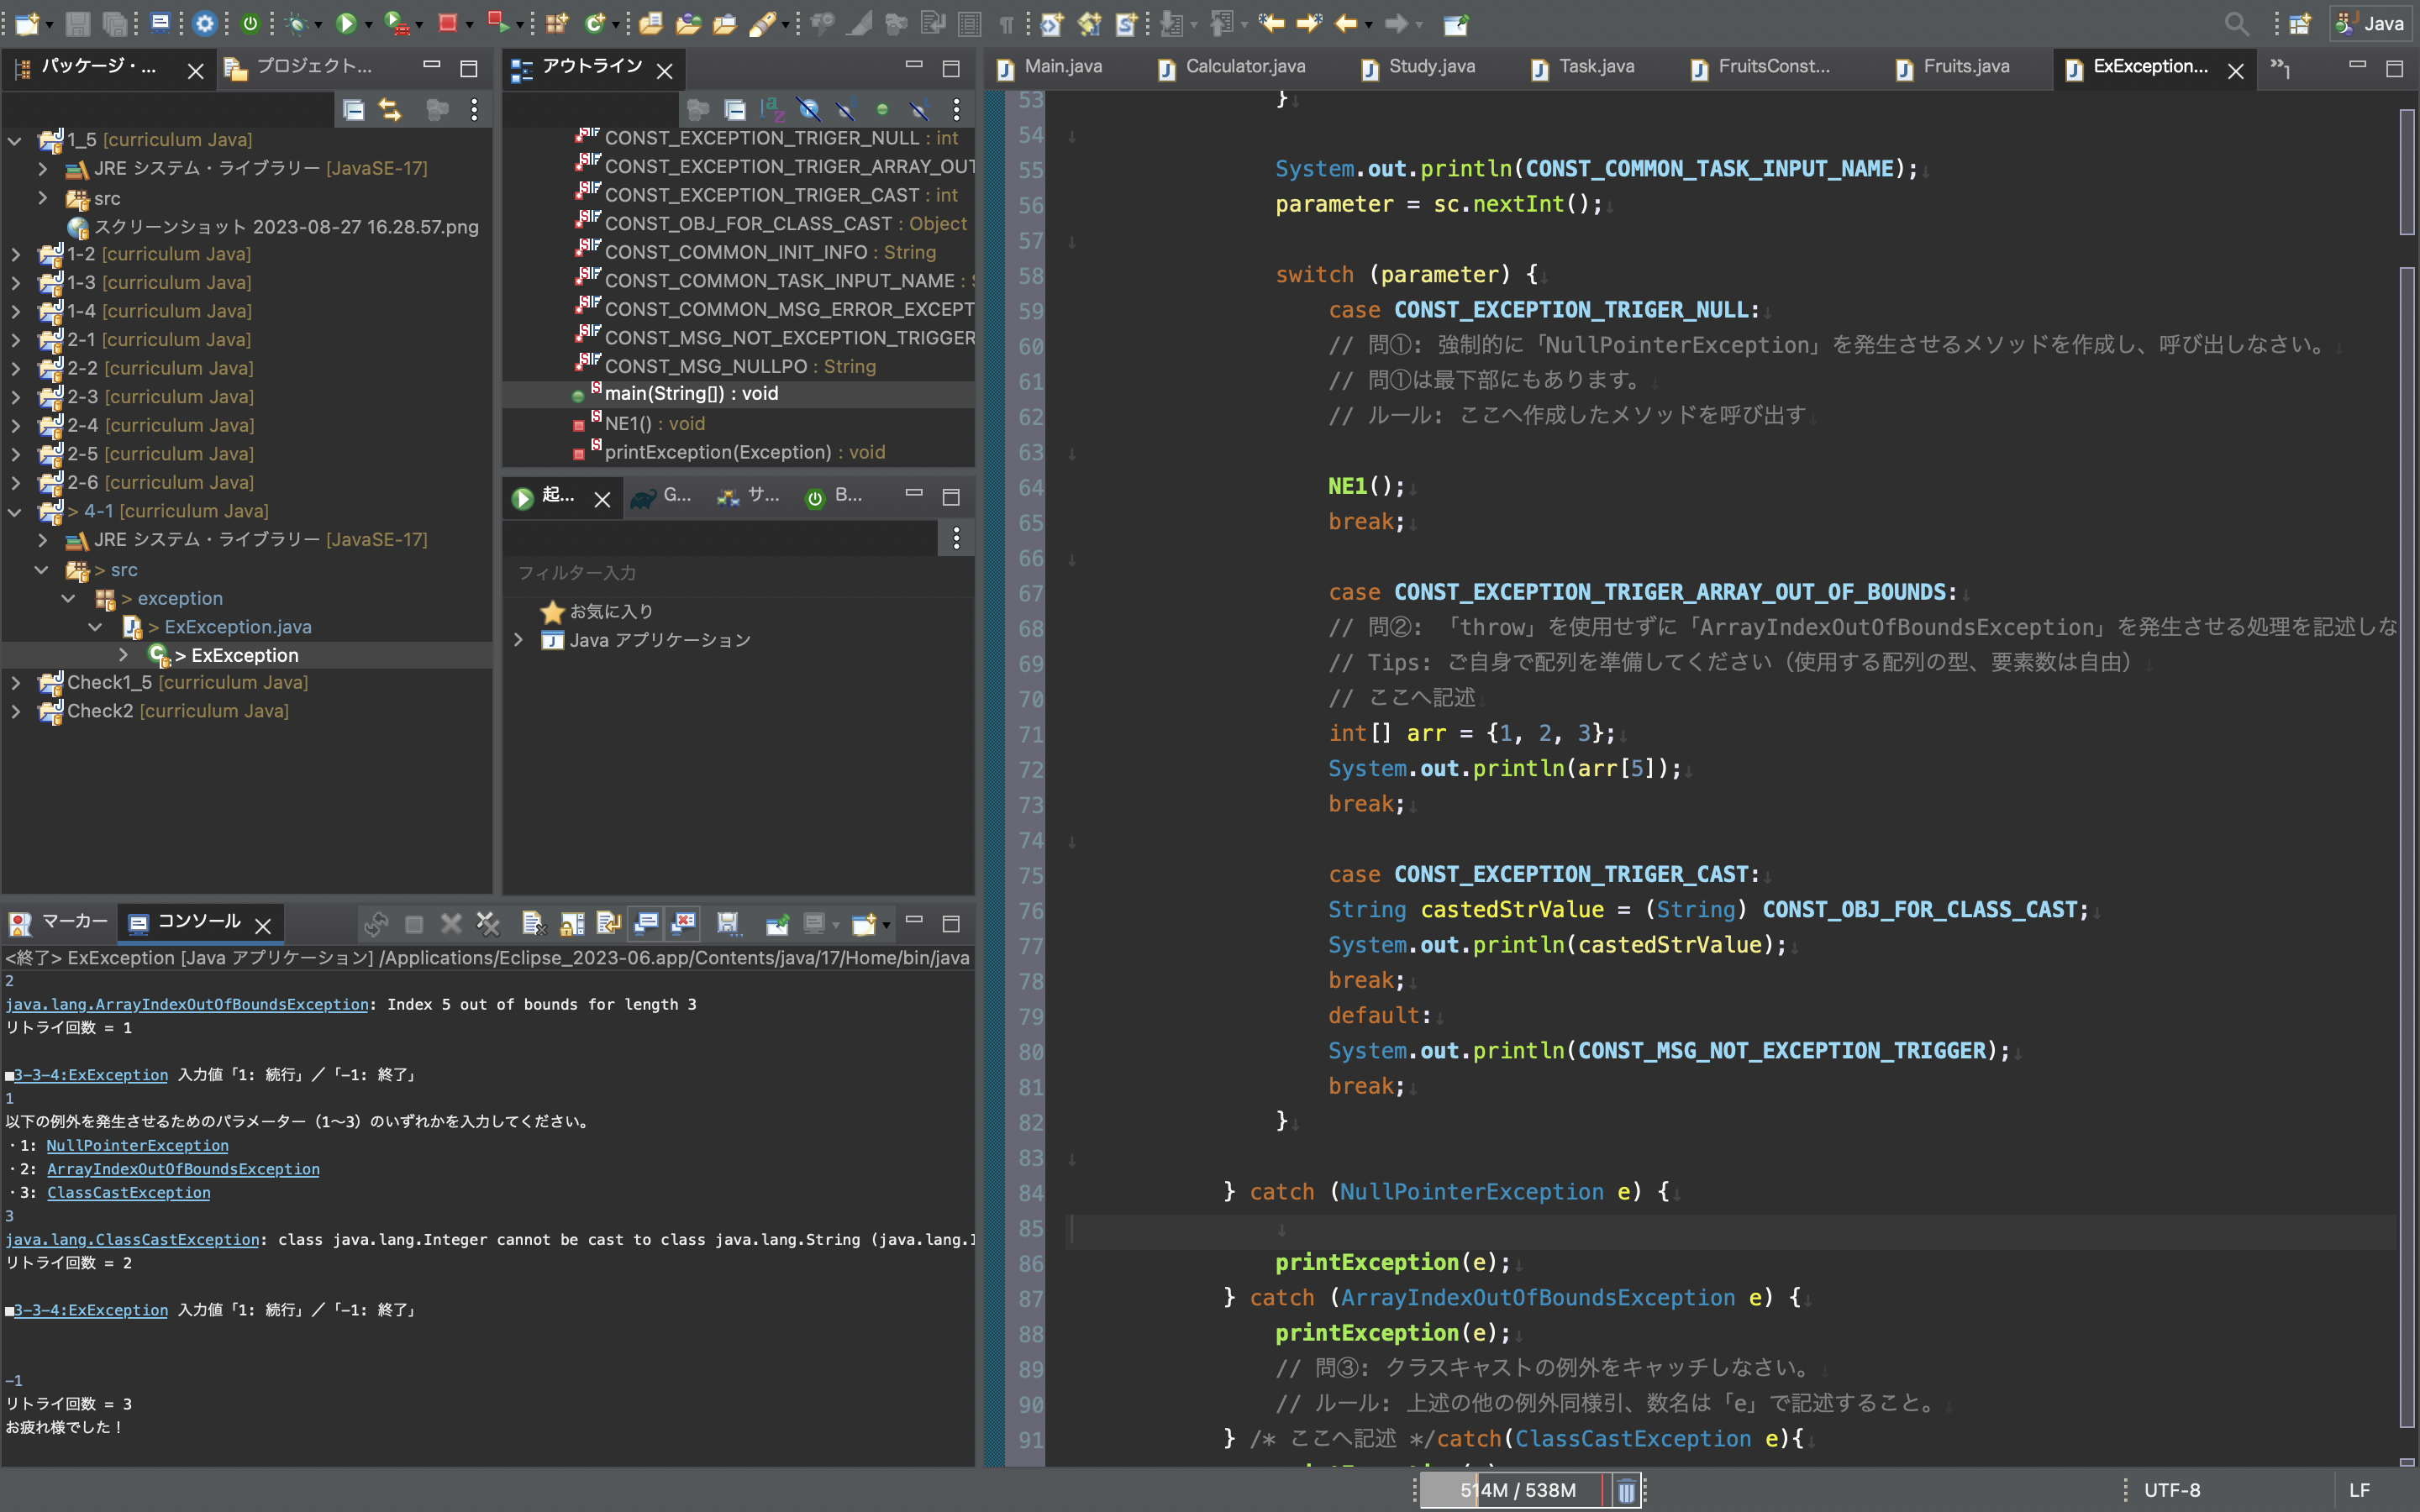 Java
パッケージ・...
プロジェクト...
1_5 [curriculum Java]
JRE システム・ライブラリー [JavaSE-17]
src
スクリーンショット 2023-08-27 16.28.57.png
1-2 [curriculum Java]
1-3 [curriculum Java]
1-4 [curriculum Java]
2-1 [curriculum Java]
2-2 [curriculum Java]
2-3 [curriculum Java]
2-4 [curriculum Java]
2-5 [curriculum Java]
2-6 [curriculum Java]
> 4-1 [curriculum Java]
JRE システム・ライブラリー [JavaSE-17]
> src
> exception
> ExException.java
> ExException
Check1_5 [curriculum Java]
Check2 [curriculum Java]
アウトライン
CONST_EXCEPTION_TRIGER_NULL : int
CONST_EXCEPTION_TRIGER_ARRAY_OUT
CONST_EXCEPTION_TRIGER_CAST : int
CONST_OBJ_FOR_CLASS_CAST : Object
CONST_COMMON_INIT_INFO : String
CONST_COMMON_TASK_INPUT_NAME :
CONST_COMMON_MSG_ERROR_EXCEPT
CONST_MSG_NOT_EXCEPTION_TRIGGER
CONST_MSG_NULLPO : String
main(String[]) : void
NE1() : void
printException(Exception) : void
起...
G...
サ...
B...
フィルター入力
お気に入り
Java アプリケーション
マーカー
コンソール
<終了> ExException [Java アプリケーション] /Applications/Eclipse_2023-06.app/Contents/java/17/Home/bin/java
2
java.lang.ArrayIndexOutOfBoundsException: Index 5 out of bounds for length 3
リトライ回数 = 1
■3-3-4:ExException 入力値「1: 続行」／「-1: 終了」
1
以下の例外を発生させるためのパラメーター（1〜3）のいずれかを入力してください。
・1: NullPointerException
・2: ArrayIndexOutOfBoundsException
・3: ClassCastException
3
java.lang.ClassCastException: class java.lang.Integer cannot be cast to class java.lang.String (java.lang.I
リトライ回数 = 2
■3-3-4:ExException 入力値「1: 続行」／「-1: 終了」
-1
リトライ回数 = 3
お疲れ様でした！
Main.java
Calculator.java
Study.java
Task.java
FruitsConst...
Fruits.java
ExException...
»1
53 }
54
55 System.out.println(CONST_COMMON_TASK_INPUT_NAME);
56 parameter = sc.nextInt();
57
58 switch (parameter) {
59 case CONST_EXCEPTION_TRIGER_NULL:
60 // 問①: 強制的に「NullPointerException」を発生させるメソッドを作成し、呼び出しなさい。
61 // 問①は最下部にもあります。
62 // ルール: ここへ作成したメソッドを呼び出す
63
64 NE1();
65 break;
66
67 case CONST_EXCEPTION_TRIGER_ARRAY_OUT_OF_BOUNDS:
68 // 問②: 「throw」を使用せずに「ArrayIndexOutOfBoundsException」を発生させる処理を記述しな
69 // Tips: ご自身で配列を準備してください（使用する配列の型、要素数は自由）
70 // ここへ記述
71 int[] arr = {1, 2, 3};
72 System.out.println(arr[5]);
73 break;
74
75 case CONST_EXCEPTION_TRIGER_CAST:
76 String castedStrValue = (String) CONST_OBJ_FOR_CLASS_CAST;
77 System.out.println(castedStrValue);
78 break;
79 default:
80 System.out.println(CONST_MSG_NOT_EXCEPTION_TRIGGER);
81 break;
82 }
83
84 } catch (NullPointerException e) {
85
86 printException(e);
87 } catch (ArrayIndexOutOfBoundsException e) {
88 printException(e);
89 // 問③: クラスキャストの例外をキャッチしなさい。
90 // ルール: 上述の他の例外同様引、数名は「e」で記述すること。
91 } /* ここへ記述 */catch(ClassCastException e){
514M / 538M
UTF-8
LF